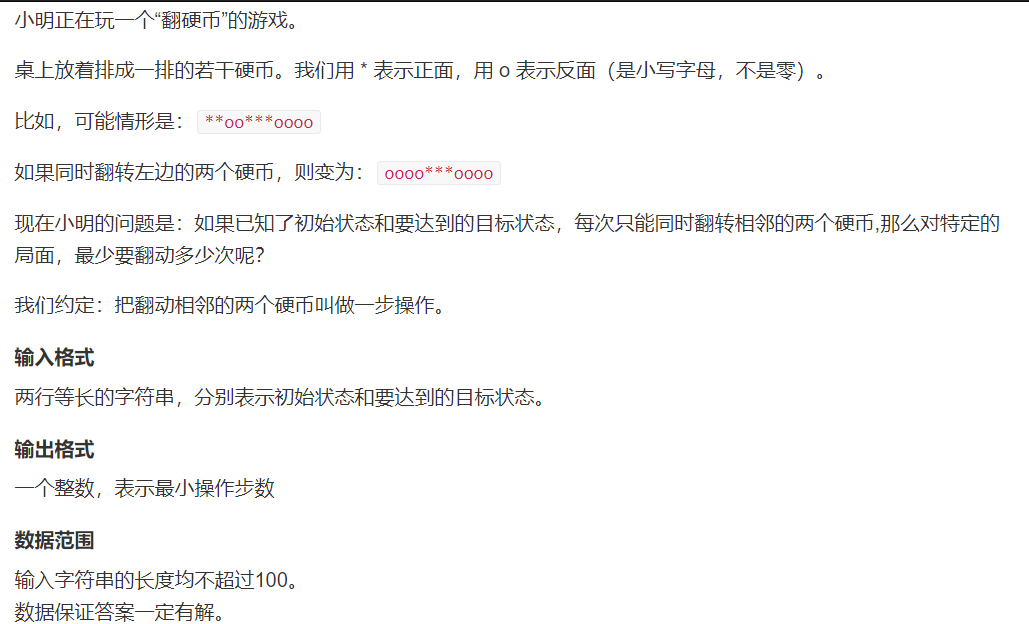 小明正在玩一个“翻硬币”的游戏。
桌上放着排成一排的若干硬币。我们用 * 表示正面，用 o 表示反面（是小写字母，不是零）。
比如，可能情形是： **oo***oooo
如果同时翻转左边的两个硬币，则变为： oooo***oooo
现在小明的问题是：如果已知了初始状态和要达到的目标状态，每次只能同时翻转相邻的两个硬币,那么对特定的
局面，最少要翻动多少次呢？
我们约定：把翻动相邻的两个硬币叫做一步操作。
输入格式
两行等长的字符串，分别表示初始状态和要达到的目标状态。
输出格式
一个整数，表示最小操作步数
数据范围
输入字符串的长度均不超过100。
数据保证答案一定有解。